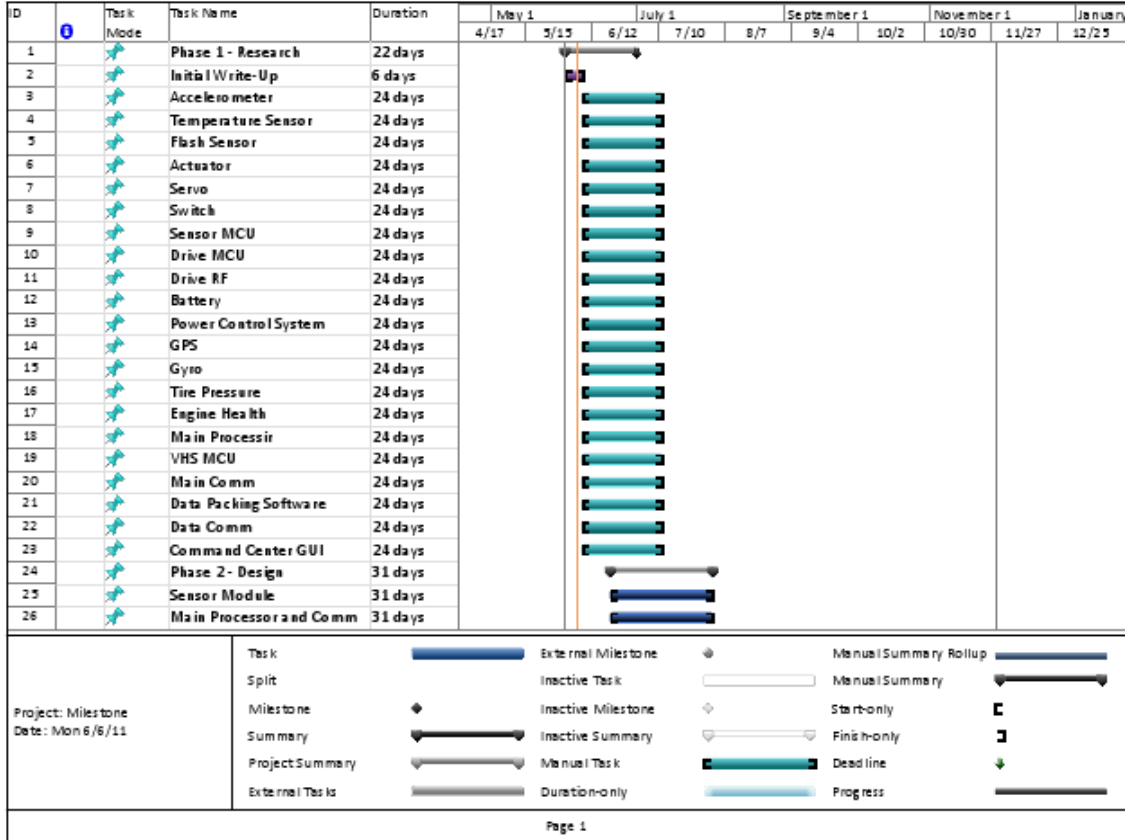 ID Task Mode Task Name Duration May 1 July 1 September 1 November 1 January
4/17 5/15 6/12 7/10 8/7 9/4 10/2 10/30 11/27 12/25
1 Phase 1 - Research 22 days
2 Initial Write-Up 6 days
3 Accelerometer 24 days
4 Temperature Sensor 24 days
5 Flash Sensor 24 days
6 Actuator 24 days
7 Servo 24 days
8 Switch 24 days
9 Sensor MCU 24 days
10 Drive MCU 24 days
11 Drive RF 24 days
12 Battery 24 days
13 Power Control System 24 days
14 GPS 24 days
15 Gyro 24 days
16 Tire Pressure 24 days
17 Engine Health 24 days
18 Main Processir 24 days
19 VHS MCU 24 days
20 Main Comm 24 days
21 Data Packing Software 24 days
22 Data Comm 24 days
23 Command Center GUI 24 days
24 Phase 2 - Design 31 days
25 Sensor Module 31 days
26 Main Processor and Comm 31 days
Project: Milestone
Date: Mon 6/6/11
Task External Milestone Manual Summary Rollup
Split Inactive Task Manual Summary
Milestone Inactive Milestone Start-only
Summary Inactive Summary Finish-only
Project Summary Manual Task Deadline
External Tasks Duration-only Progress
Page 1